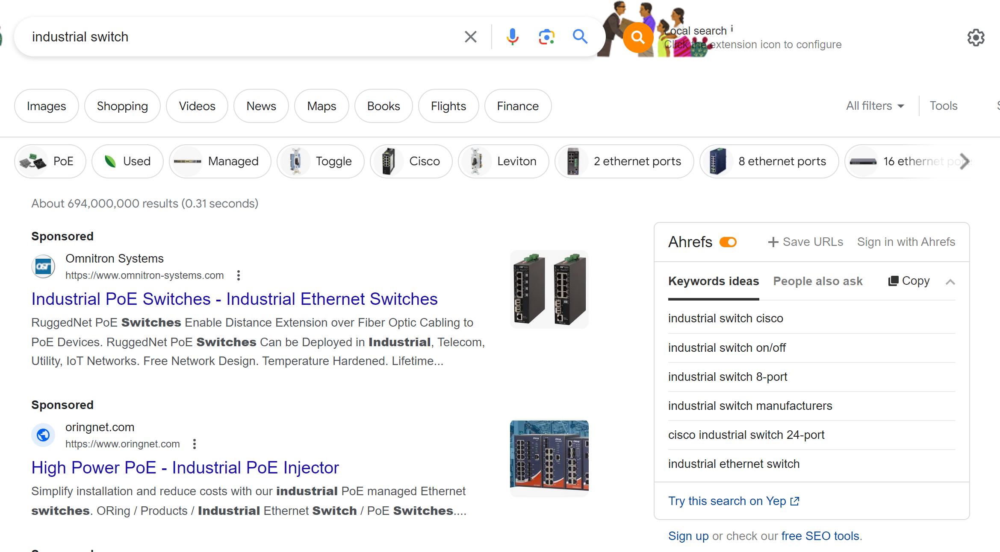 industrial switch
Local search i
Click the extension icon to configure
Images
Shopping
Videos
News
Maps
Books
Flights
Finance
All filters
Tools
PoE
Used
Managed
Toggle
Cisco
Leviton
2 ethernet ports
8 ethernet ports
16 ethernet ports
About 694,000,000 results (0.31 seconds)
Sponsored
Omnitron Systems
https://www.omnitron-systems.com
Industrial PoE Switches - Industrial Ethernet Switches
RuggedNet PoE Switches Enable Distance Extension over Fiber Optic Cabling to
PoE Devices. RuggedNet PoE Switches Can be Deployed in Industrial, Telecom,
Utility, IoT Networks. Free Network Design. Temperature Hardened. Lifetime...
Sponsored
oringnet.com
https://www.oringnet.com
High Power PoE - Industrial PoE Injector
Simplify installation and reduce costs with our industrial PoE managed Ethernet
switches. ORing / Products / Industrial Ethernet Switch / PoE Switches....
Ahrefs
Save URLs
Sign in with Ahrefs
Keywords ideas
People also ask
Copy
industrial switch cisco
industrial switch on/off
industrial switch 8-port
industrial switch manufacturers
cisco industrial switch 24-port
industrial ethernet switch
Try this search on Yep
Sign up or check our free SEO tools.